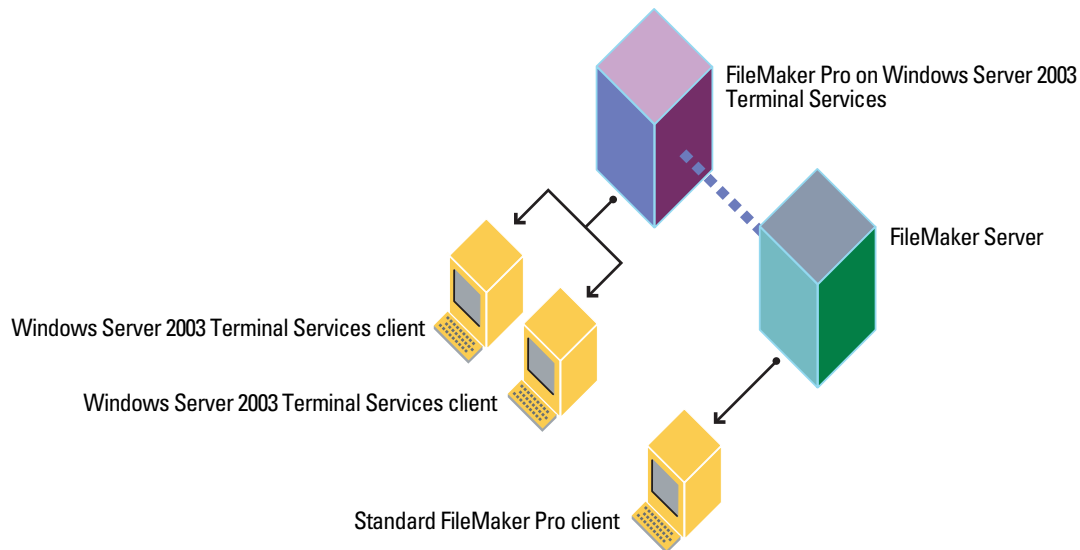 FileMaker Pro on Windows Server 2003
Terminal Services
FileMaker Server
Windows Server 2003 Terminal Services client
Windows Server 2003 Terminal Services client
Standard FileMaker Pro client